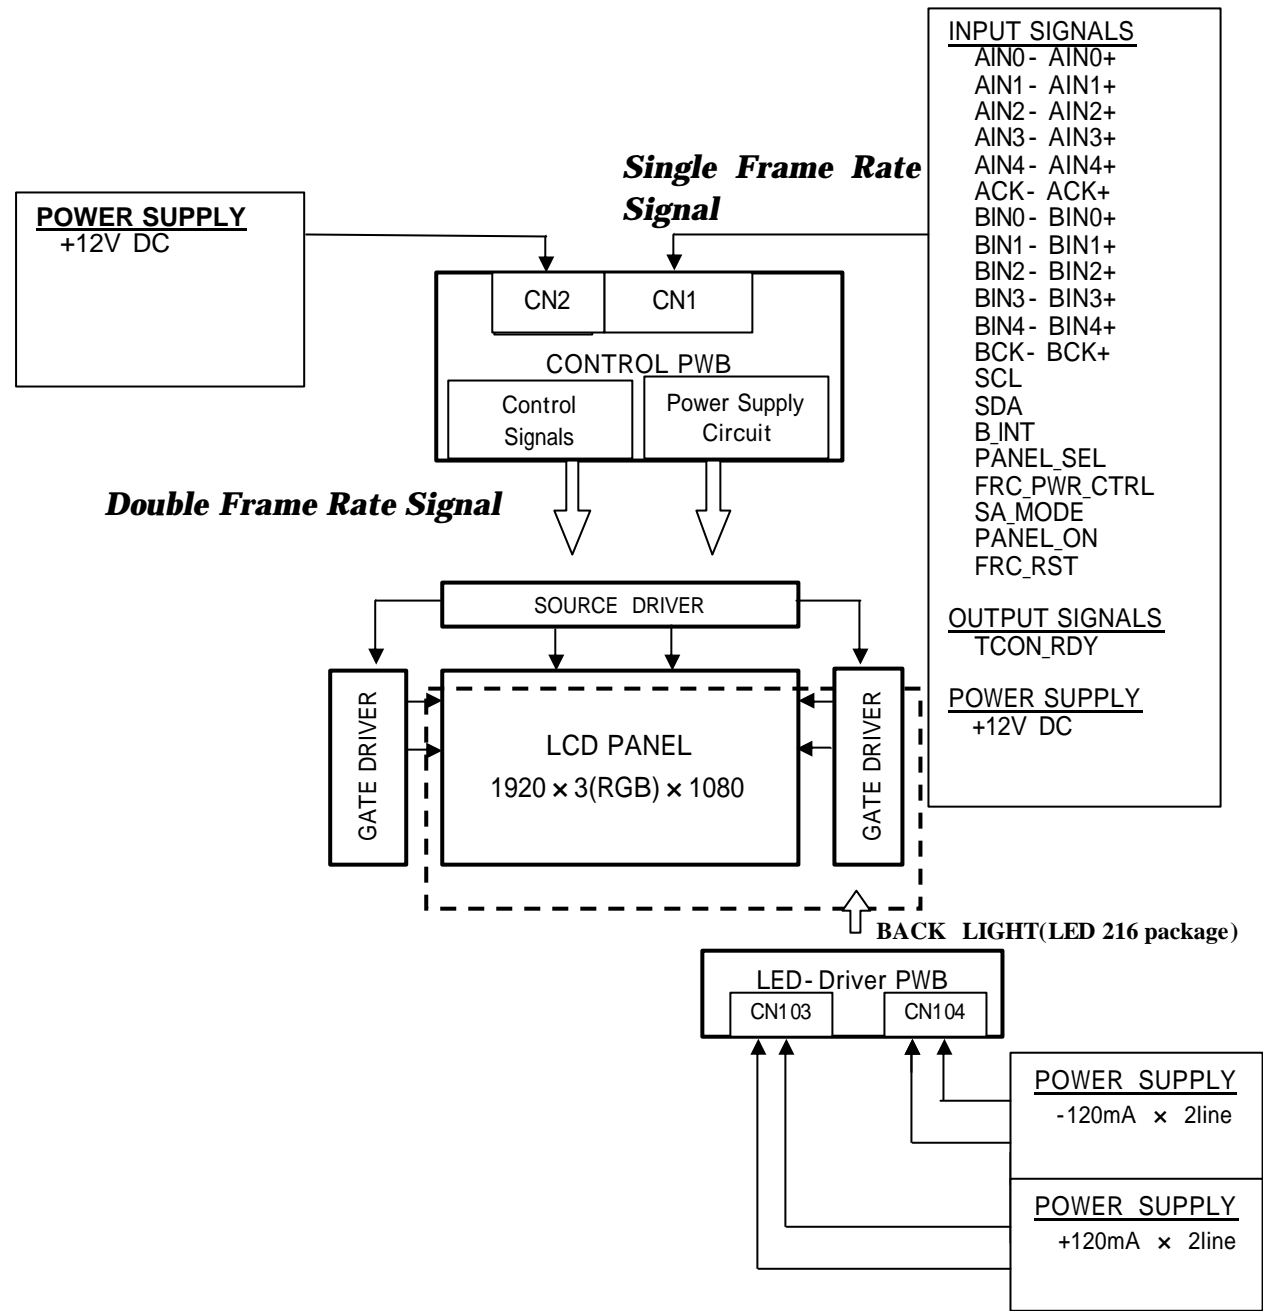 INPUT SIGNALS
AIN0- AIN0+
AIN1- AIN1+
AIN2- AIN2+
AIN3- AIN3+
AIN4- AIN4+
ACK- ACK+
BIN0- BIN0+
BIN1- BIN1+
BIN2- BIN2+
BIN3- BIN3+
BIN4- BIN4+
BCK- BCK+
SCL
SDA
B_INT
PANEL_SEL
FRC_PWR_CTRL
SA_MODE
PANEL_ON
FRC_RST
OUTPUT SIGNALS
TCON_RDY
POWER SUPPLY
+12V DC
Single Frame Rate
Signal
POWER SUPPLY
+12V DC
CN2
CN1
CONTROL PWB
Control
Signals
Power Supply
Circuit
Double Frame Rate Signal
SOURCE DRIVER
GATE DRIVER
LCD PANEL
1920 × 3(RGB) × 1080
GATE DRIVER
BACK LIGHT(LED 216 package)
LED-Driver PWB
CN103
CN104
POWER SUPPLY
-120mA × 2line
POWER SUPPLY
+120mA × 2line